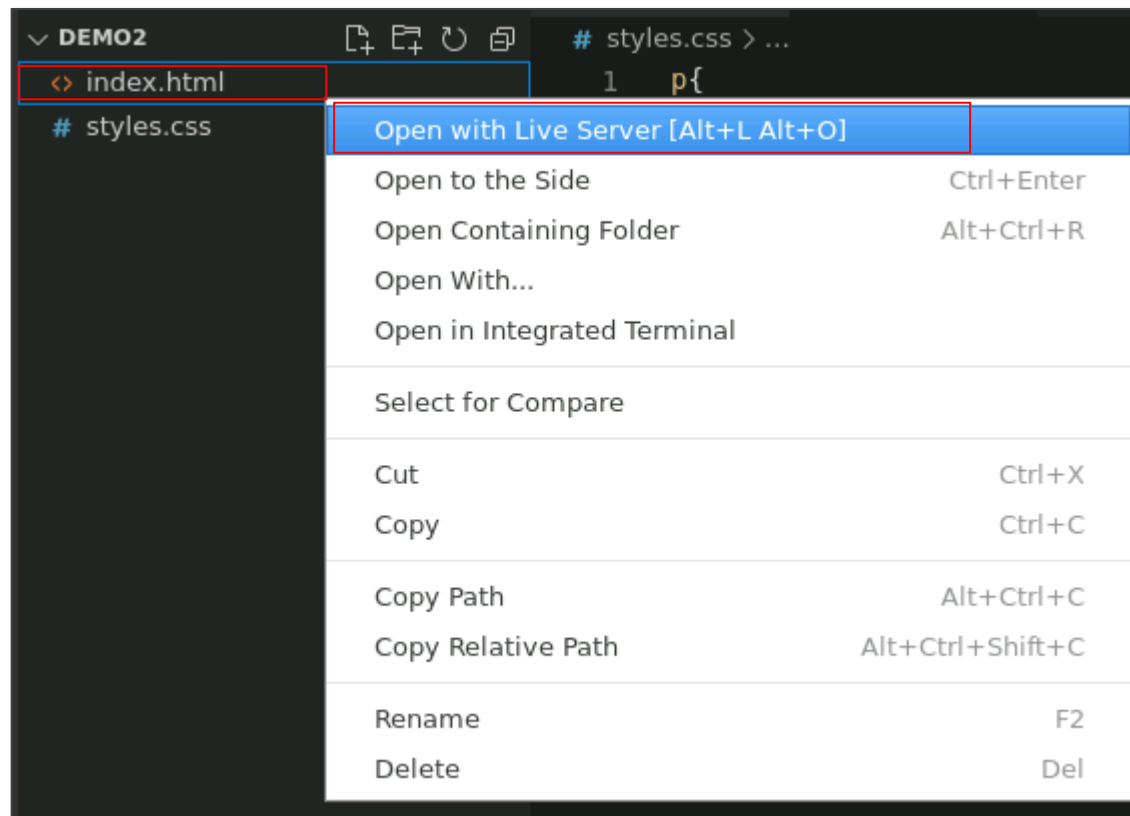 DEMO2
# styles.css > ...
<> index.html
1 p{
# styles.css
Open with Live Server [Alt+L Alt+O]
Open to the Side Ctrl+Enter
Open Containing Folder Alt+Ctrl+R
Open With...
Open in Integrated Terminal
Select for Compare
Cut Ctrl+X
Copy Ctrl+C
Copy Path Alt+Ctrl+C
Copy Relative Path Alt+Ctrl+Shift+C
Rename F2
Delete Del